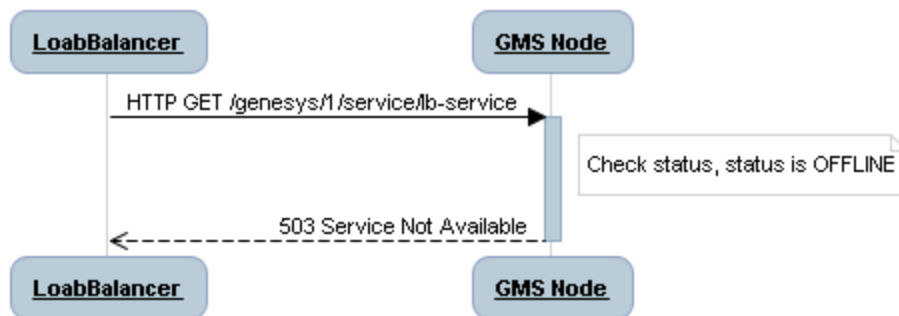 LoabBalancer
GMS Node
HTTP GET /genesys/1/service/lb-service
Check status, status is OFFLINE
503 Service Not Available
LoabBalancer
GMS Node